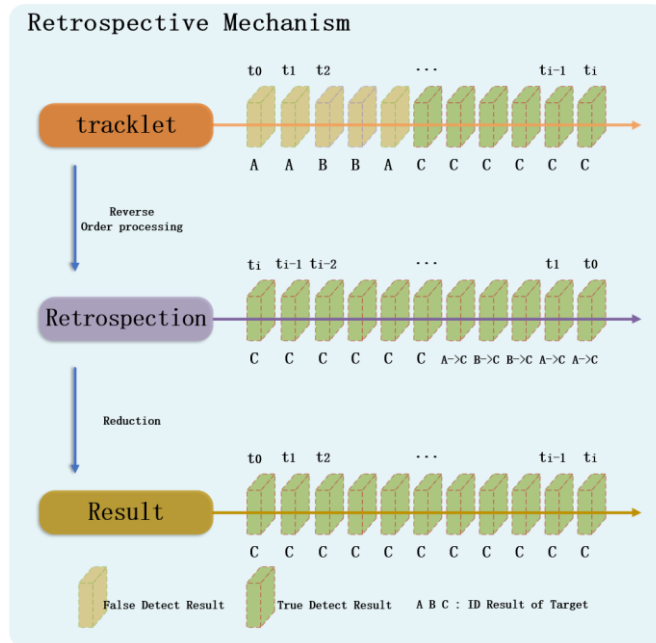 Retrospective Mechanism
t0 t1 t2 ... ti-1 ti
tracklet
A A B B A C C C C C C
Reverse
Order processing
ti ti-1 ti-2 ... t1 t0
Retrospection
C C C C C C A->C B->C B->C A->C A->C
Reduction
t0 t1 t2 ... ti-1 ti
Result
C C C C C C C C C C C
False Detect Result True Detect Result A B C : ID Result of Target